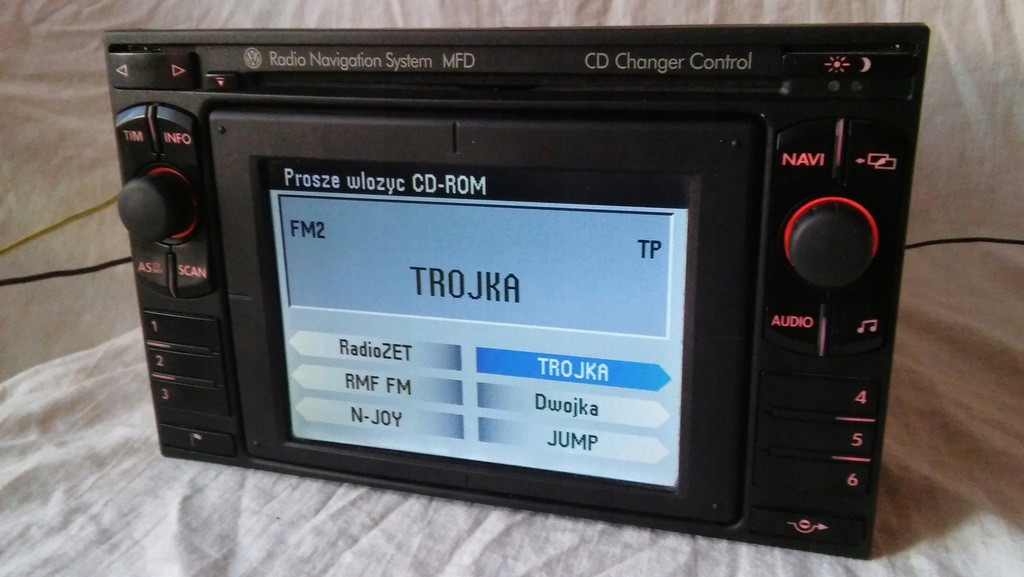 Radio Navigation System MFD CD Changer Control
TIM INFO
AS SCAN
1
2
3
Prosze wlozyc CD-ROM
FM2
TP
TROJKA
RadioZET TROJKA
RMF FM Dwojka
N-JOY JUMP
NAVI
AUDIO
4
5
6